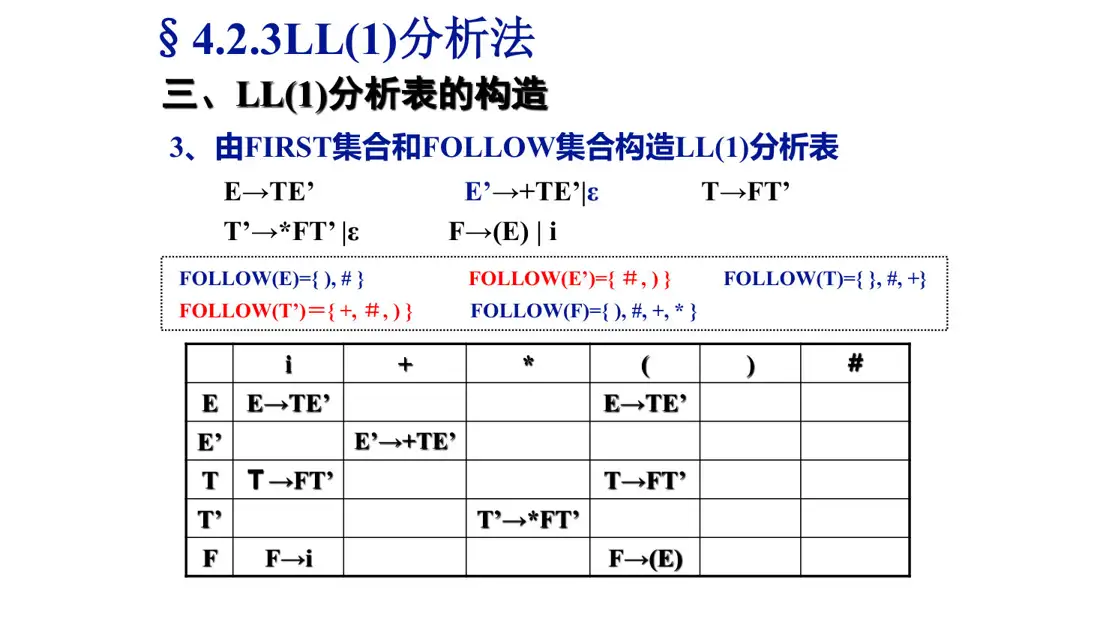 §4.2.3LL(1)分析法
三、LL(1)分析表的构造
3、由FIRST集合和FOLLOW集合构造LL(1)分析表
E→TE’ E’→+TE’|ε T→FT’
T’→*FT’ |ε F→(E) | i
FOLLOW(E)={ ), # } FOLLOW(E’)={ ＃, ) } FOLLOW(T)={ }, #, +}
FOLLOW(T’)＝{ +, ＃, ) } FOLLOW(F)={ ), #, +, * }
i + * ( ) #
E E→TE’ E→TE’
E’ E’→+TE’
T T→FT’ T→FT’
T’ T’→*FT’
F F→i F→(E)